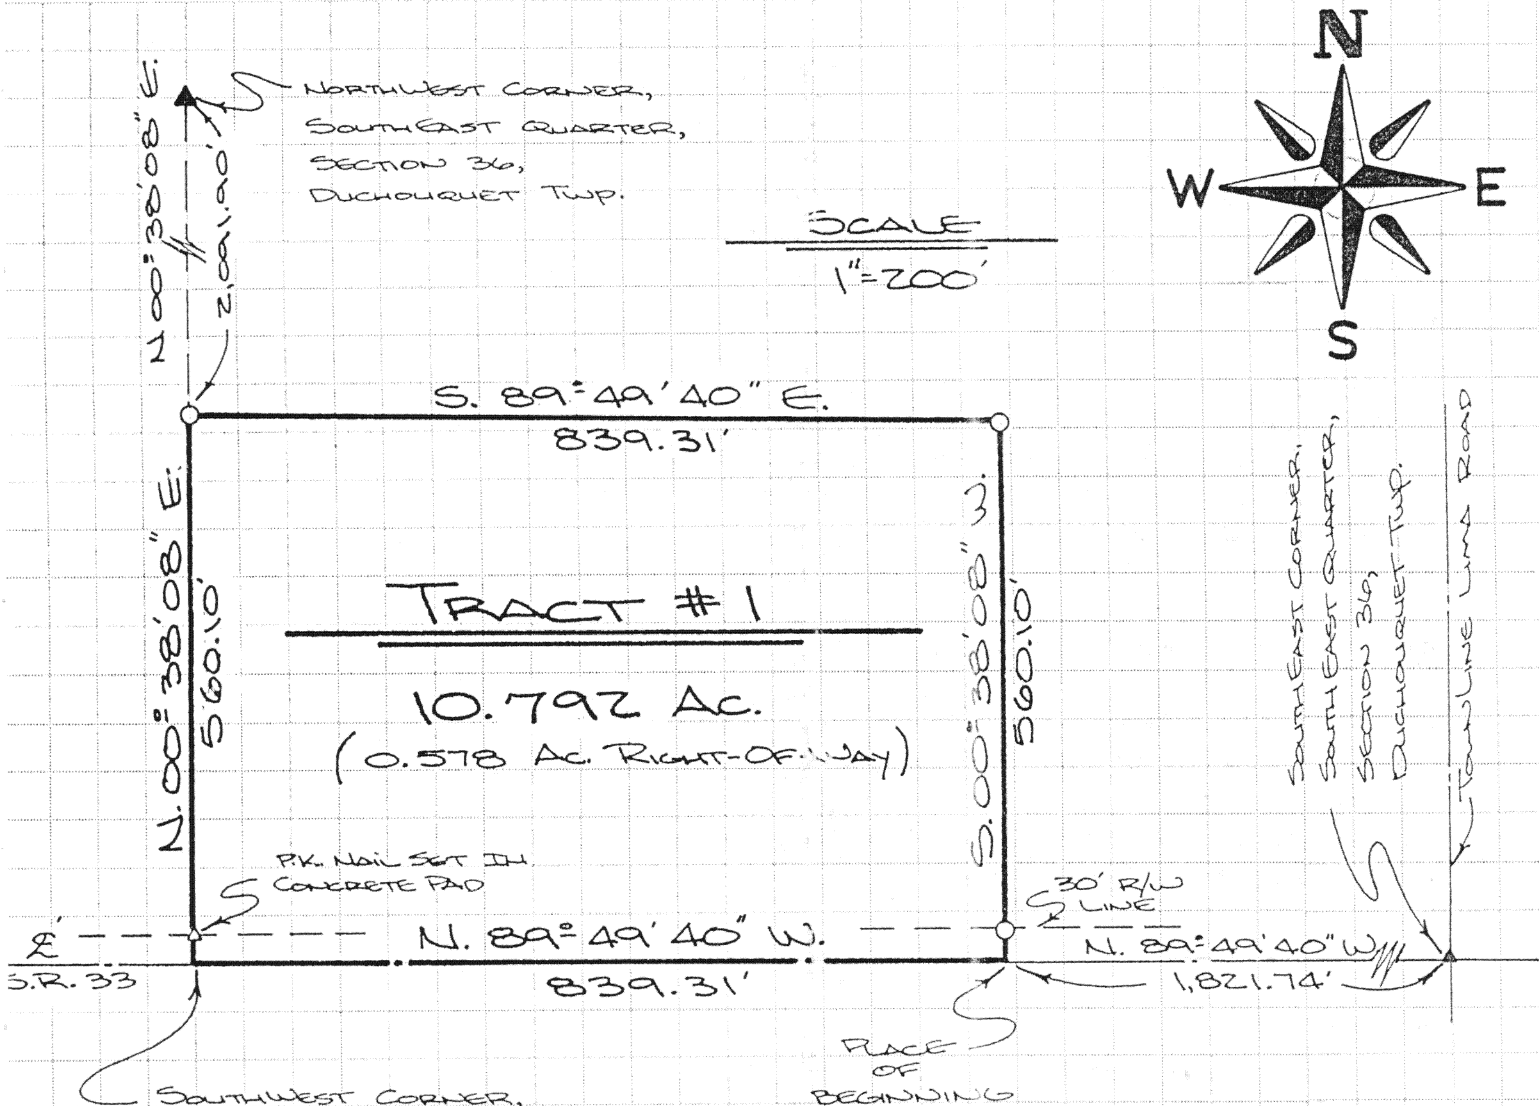 N
W
E
S
NORTHWEST CORNER,
SOUTHEAST QUARTER,
SECTION 36,
DUCHOUQUET TWP.
N 00° 38' 08" E.
2,091.90'
SCALE
1"=200'
S. 89° 49' 40" E.
839.31'
N. 00° 38' 08" E.
560.10'
TRACT # 1
10.792 AC.
(0.578 AC. RIGHT-OF-WAY)
S. 00° 38' 08" W.
560.10'
SOUTHEAST CORNER,
SOUTHEAST QUARTER,
SECTION 36,
DUCHOUQUET TWP.
TOWNLINE LIMA ROAD
P.K. NAIL SET IN
CONCRETE PAD
30' R/W
LINE
N. 89° 49' 40" W.
839.31'
N. 89° 49' 40" W
1,821.74'
S.R. 33
PLACE
OF
BEGINNING
SOUTHWEST CORNER,